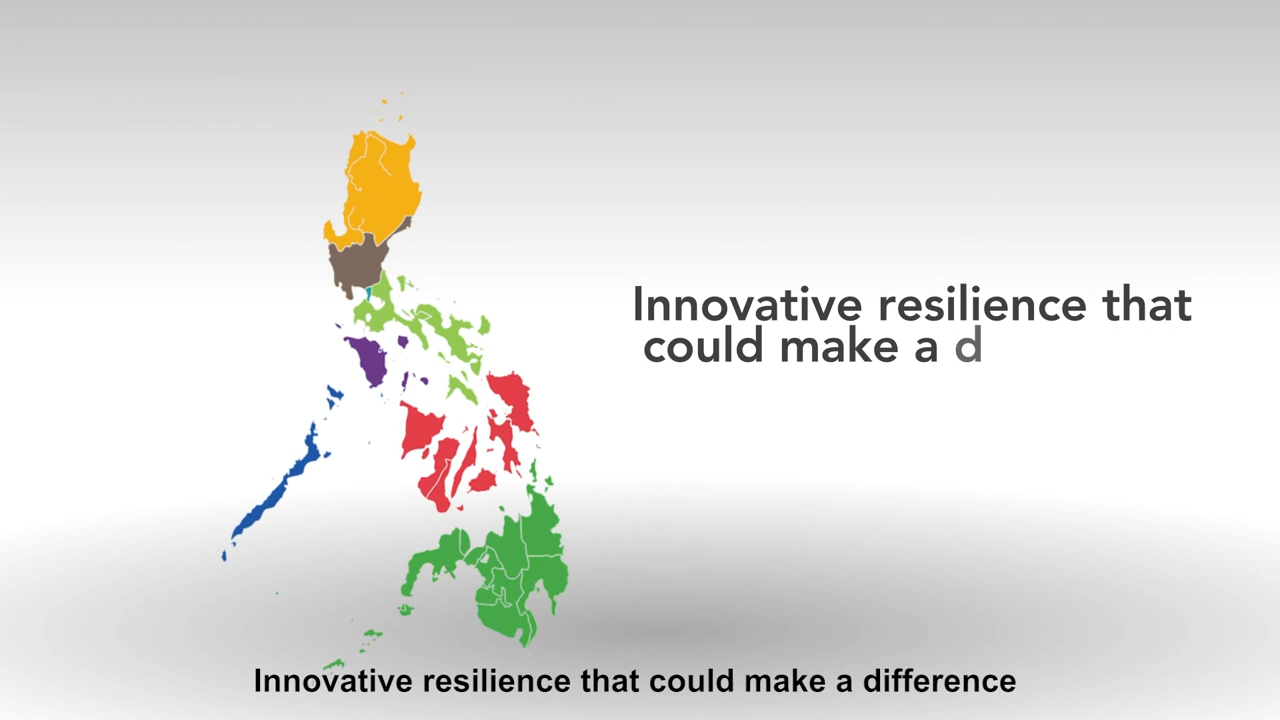 Innovative resilience that
could make a d
Innovative resilience that could make a difference